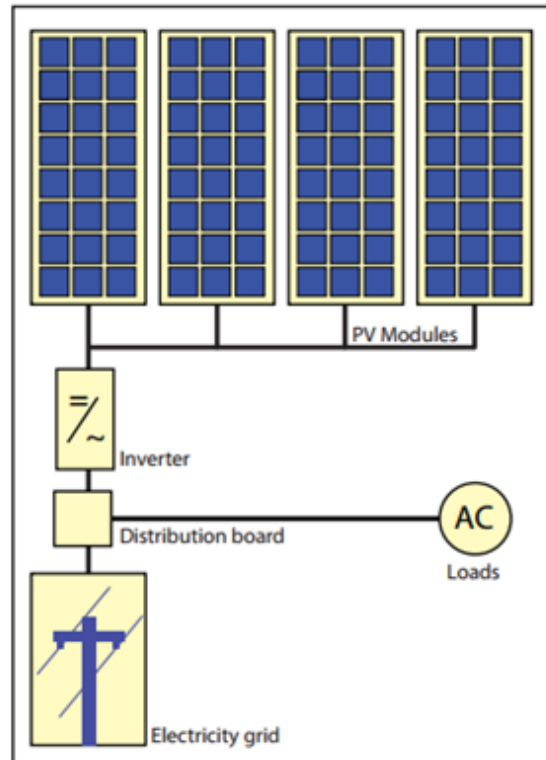 PV Modules
=
~
Inverter
Distribution board
AC
Loads
Electricity grid